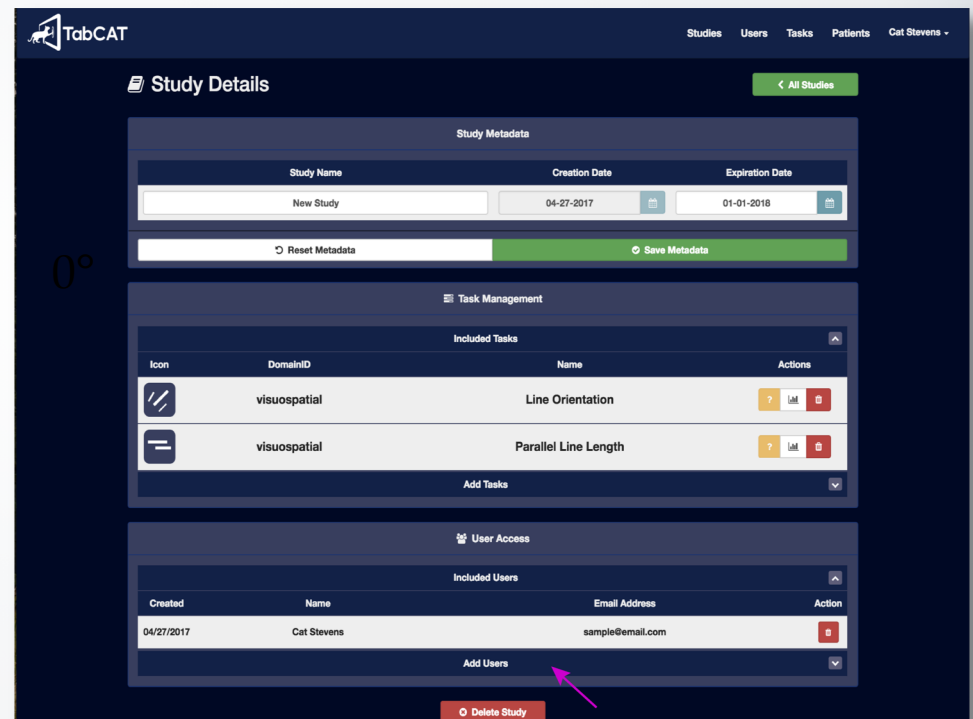 TabCAT
Studies Users Tasks Patients Cat Stevens
Study Details
All Studies
Study Metadata
Study Name Creation Date Expiration Date
New Study 04-27-2017 01-01-2018
Reset Metadata Save Metadata
0°
Task Management
Included Tasks
Icon DomainID Name Actions
visuospatial Line Orientation ?
visuospatial Parallel Line Length ?
Add Tasks
User Access
Included Users
Created Name Email Address Action
04/27/2017 Cat Stevens sample@email.com
Add Users
Delete Study